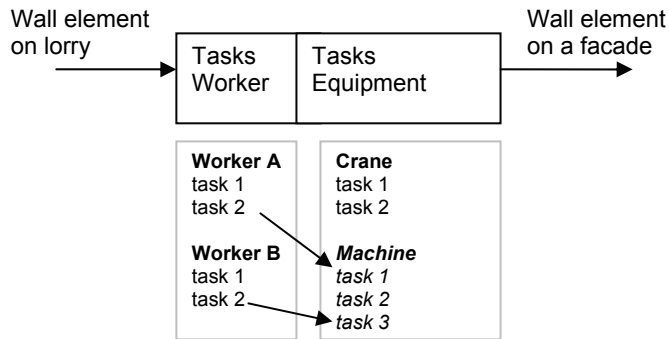 Wall element
on lorry
Tasks
Worker
Tasks
Equipment
Wall element
on a facade
Worker A
task 1
task 2
Worker B
task 1
task 2
Crane
task 1
task 2
Machine
task 1
task 2
task 3